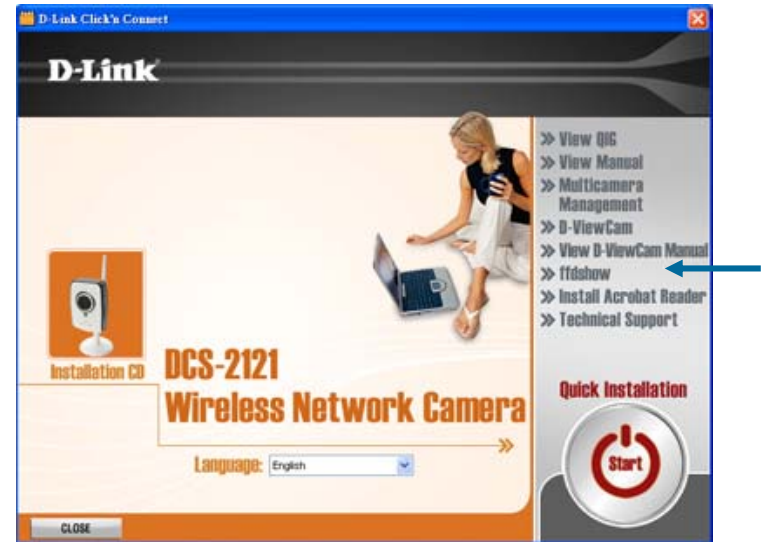 D-Link Click'n Connect
D-Link
» View QIG
» View Manual
» Multicamera
Management
» D-ViewCam
» View D-ViewCam Manual
» ffdshow
» Install Acrobat Reader
» Technical Support
Installation CD
DCS-2121
Wireless Network Camera
Language: English
»
Quick Installation
Start
CLOSE